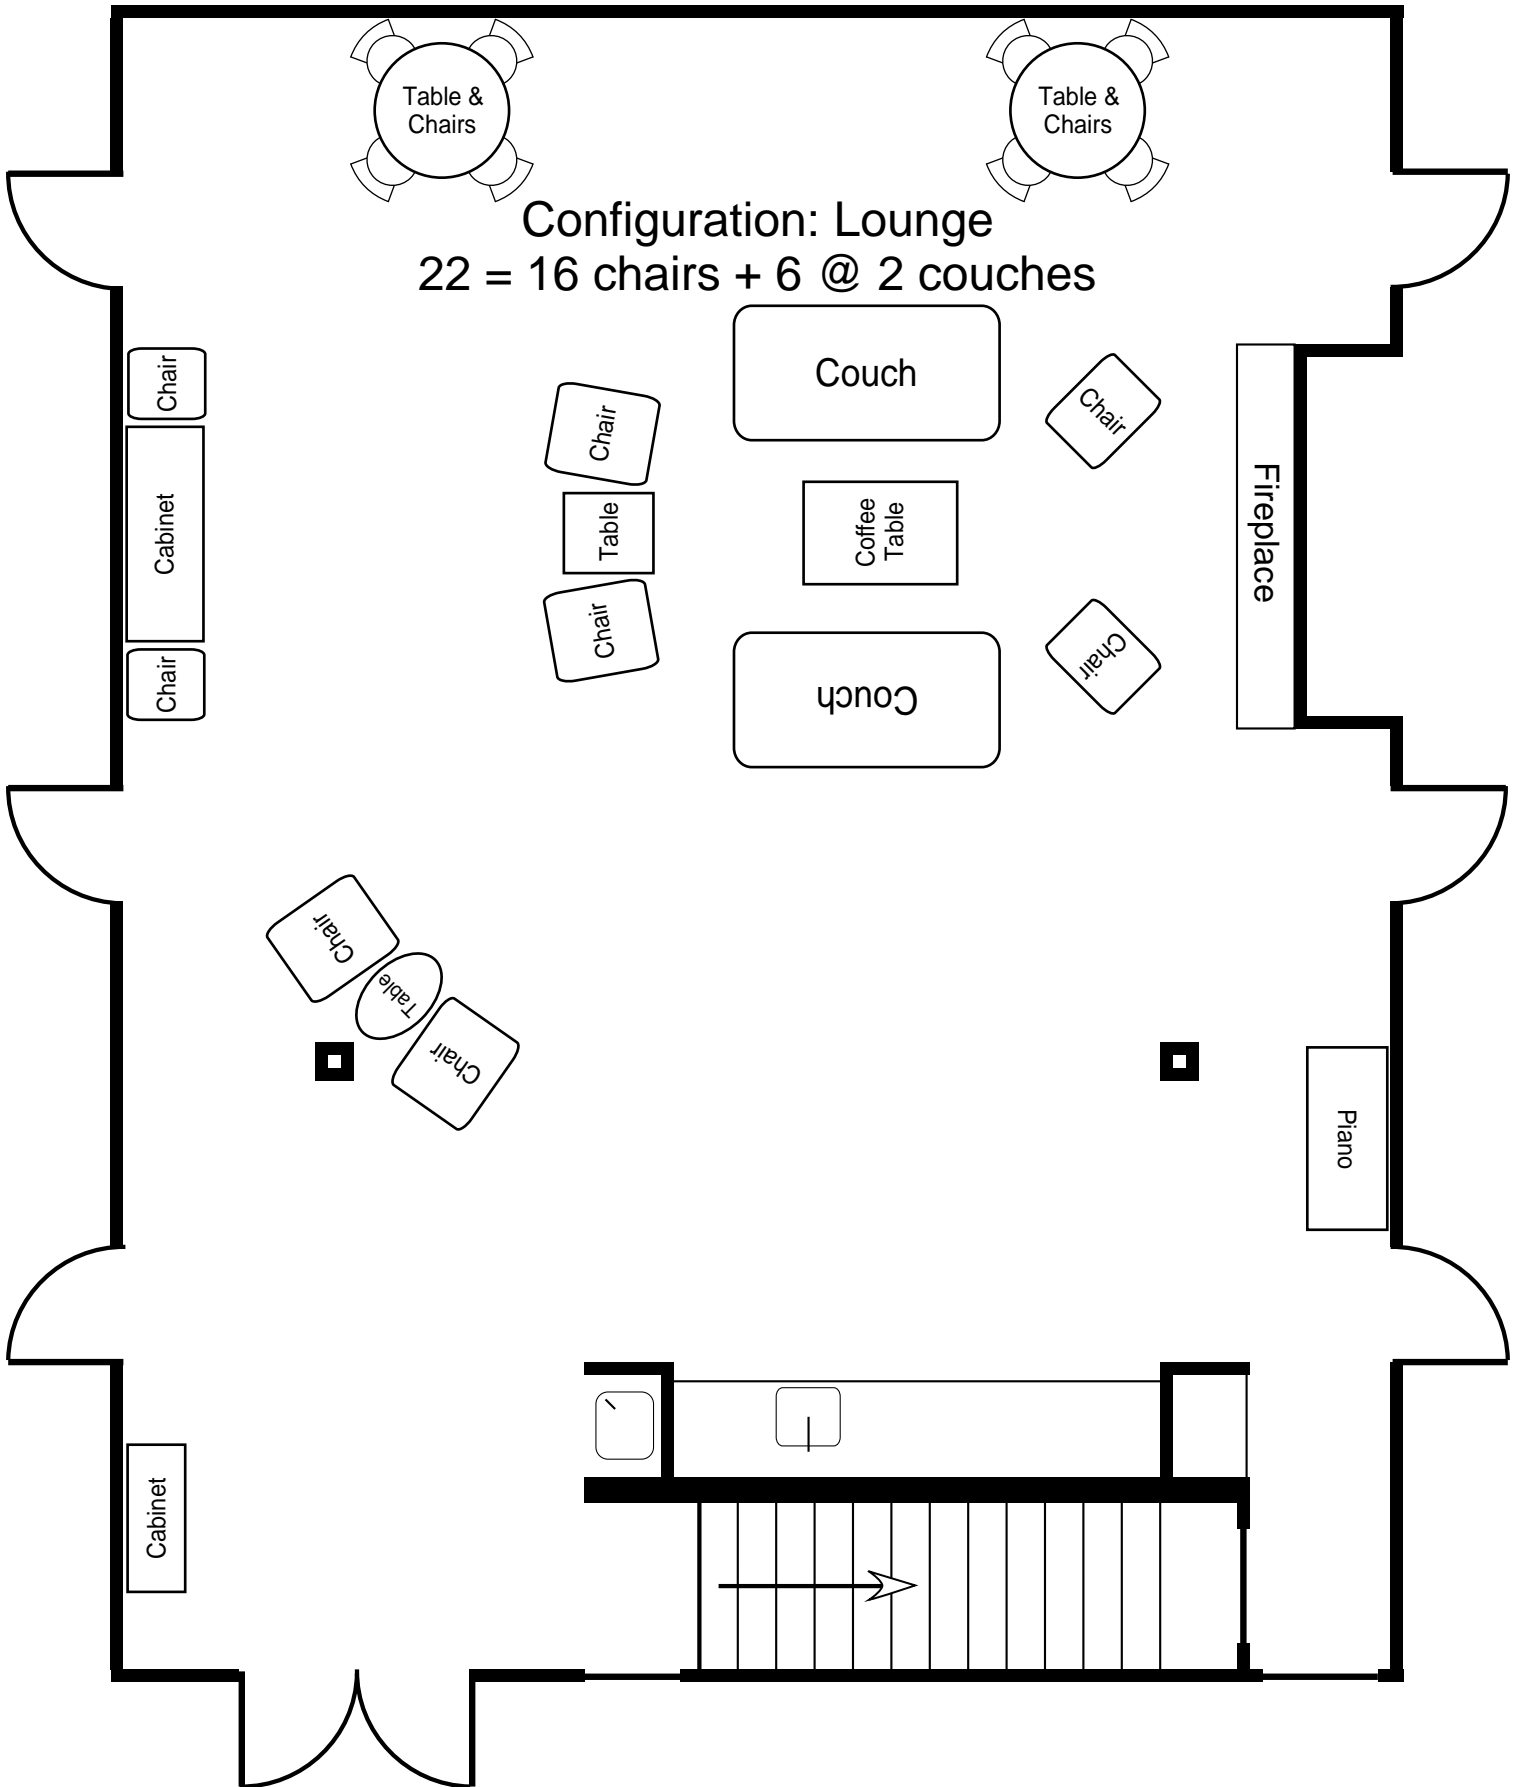 Table &
Chairs
Table &
Chairs
Configuration: Lounge
22 = 16 chairs + 6 @ 2 couches
Chair
Cabinet
Chair
Chair
Table
Chair
Couch
Coffee
Table
Couch
Chair
Chair
Fireplace
Chair
Table
Chair
Piano
Cabinet